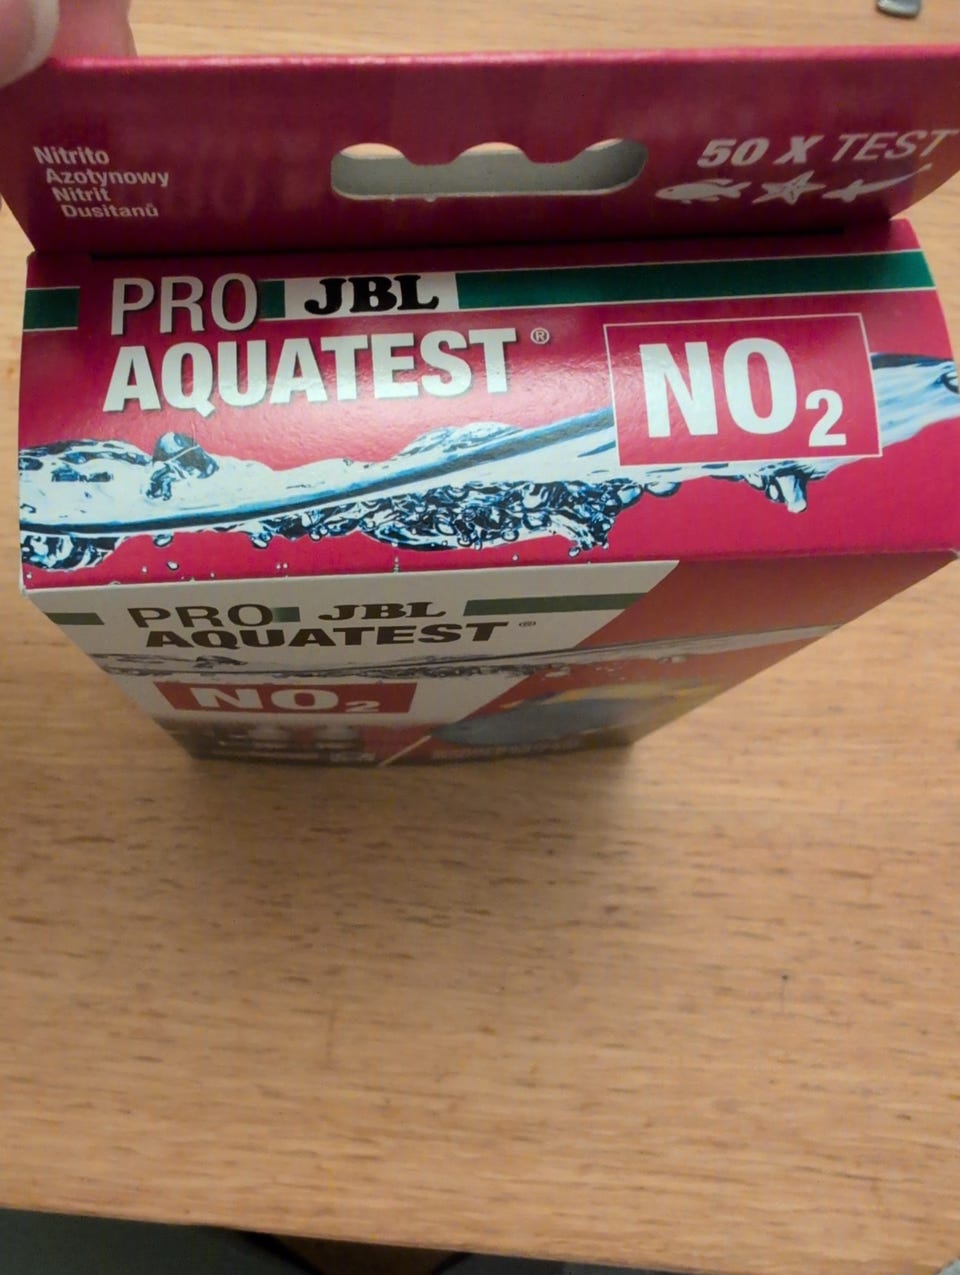 Nitrito
Azotynowy
Nitrit
Dusitanů
50 X TEST
PRO JBL
AQUATEST®
NO2
PRO JBL
AQUATEST®
NO2